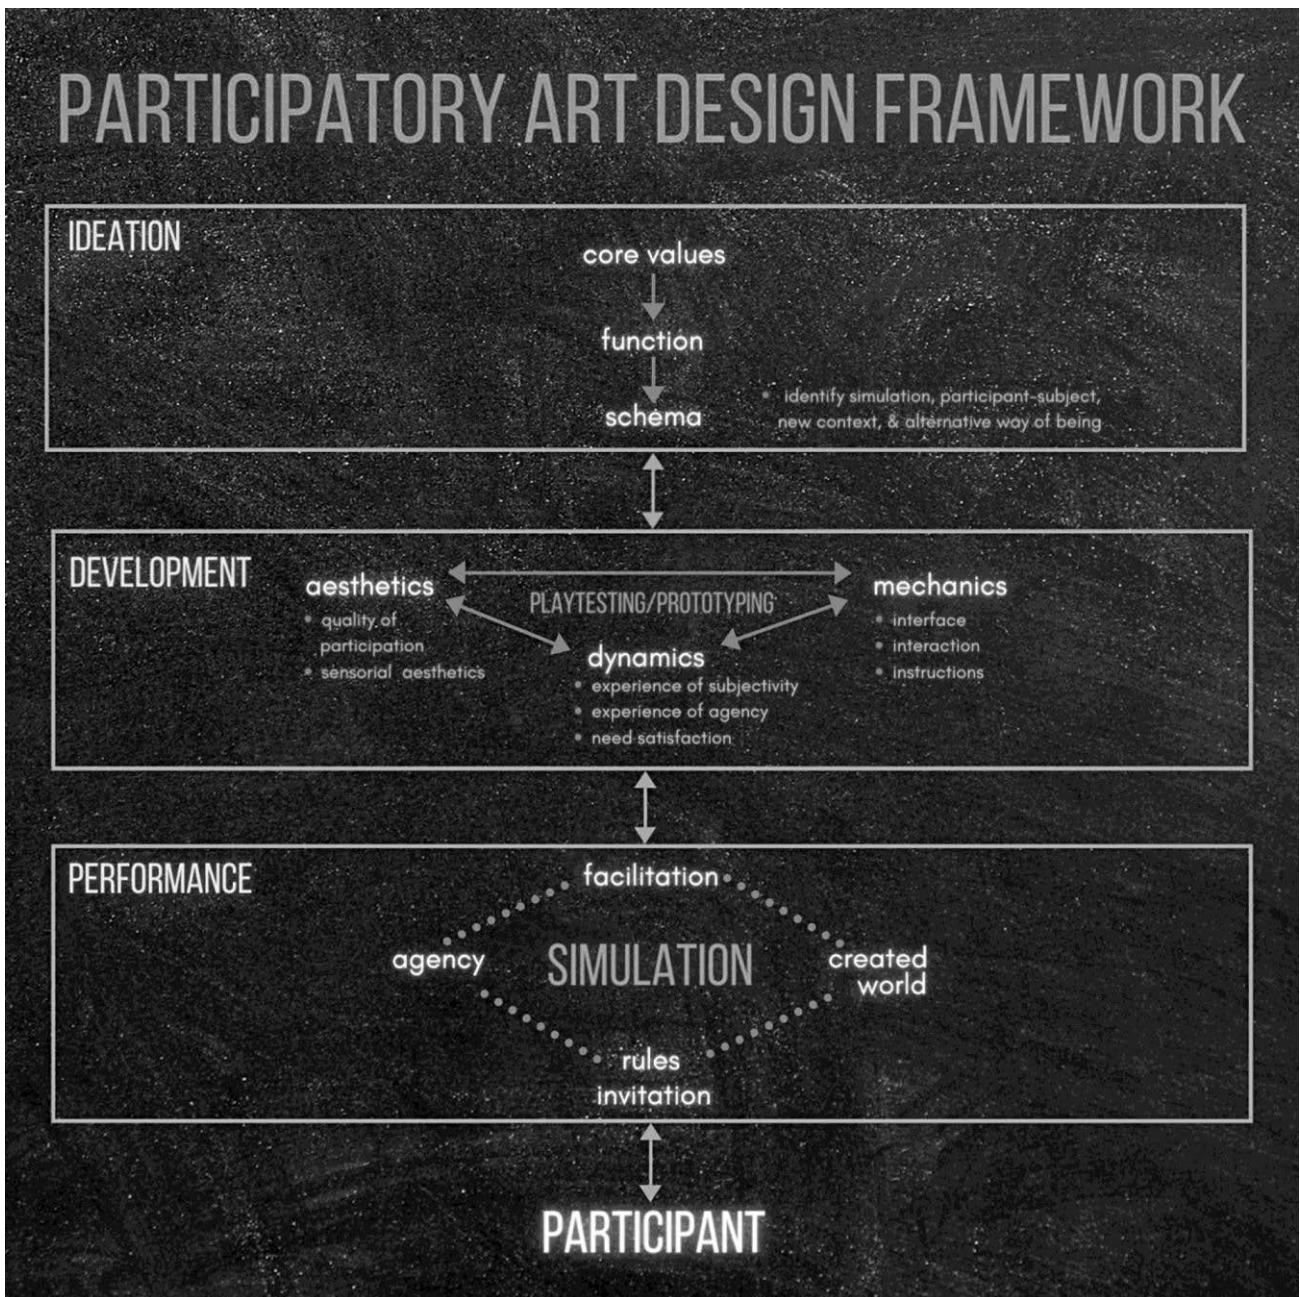 PARTICIPATORY ART DESIGN FRAMEWORK
IDEATION
core values
function
schema
• identify simulation, participant-subject,
new context, & alternative way of being
DEVELOPMENT
aesthetics
• quality of
participation
• sensorial aesthetics
PLAYTESTING/PROTOTYPING
dynamics
• experience of subjectivity
• experience of agency
• need satisfaction
mechanics
• interface
• interaction
• instructions
PERFORMANCE
facilitation
agency
SIMULATION
created
world
rules
invitation
PARTICIPANT